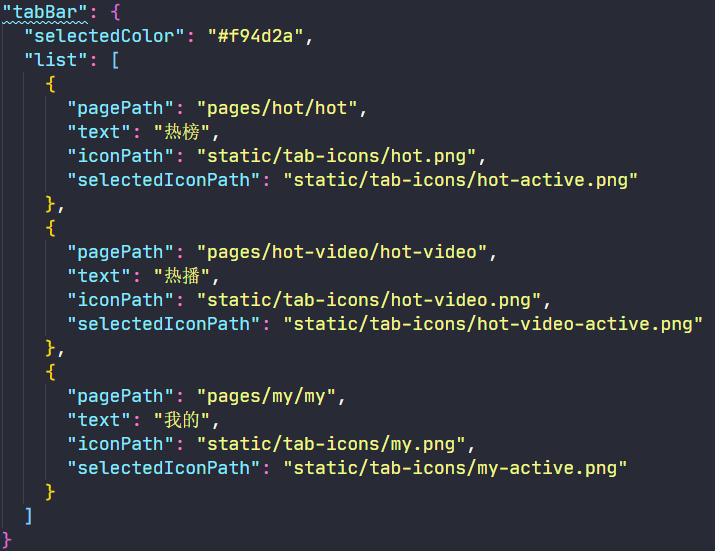 "tabBar": {
"selectedColor": "#f94d2a",
"list": [
{
"pagePath": "pages/hot/hot",
"text": "热榜",
"iconPath": "static/tab-icons/hot.png",
"selectedIconPath": "static/tab-icons/hot-active.png"
},
{
"pagePath": "pages/hot-video/hot-video",
"text": "热播",
"iconPath": "static/tab-icons/hot-video.png",
"selectedIconPath": "static/tab-icons/hot-video-active.png"
},
{
"pagePath": "pages/my/my",
"text": "我的",
"iconPath": "static/tab-icons/my.png",
"selectedIconPath": "static/tab-icons/my-active.png"
}
]
}